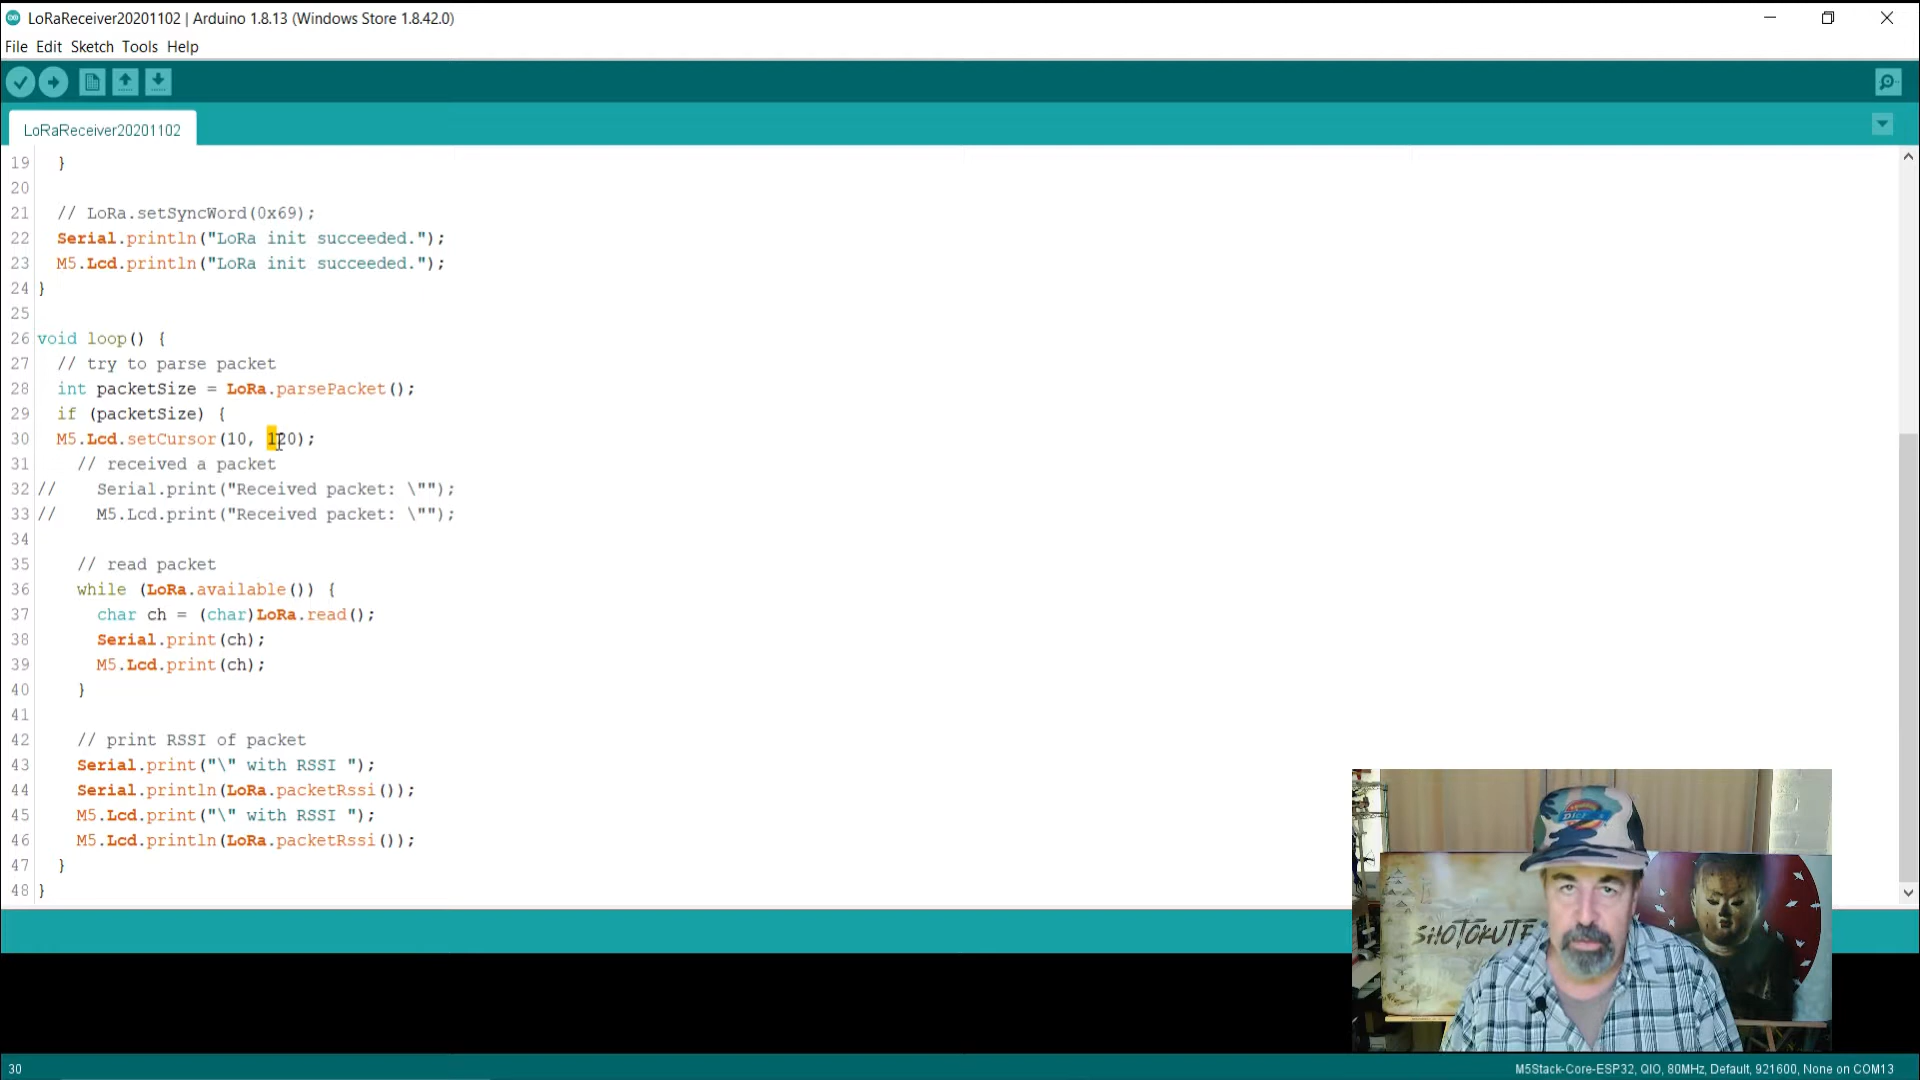 LoRaReceiver20201102 | Arduino 1.8.13 (Windows Store 1.8.42.0)
File Edit Sketch Tools Help
LoRaReceiver20201102
19 }
20
21 // LoRa.setSyncWord(0x69);
22 Serial.println("LoRa init succeeded.");
23 M5.Lcd.println("LoRa init succeeded.");
24 }
25
26 void loop() {
27 // try to parse packet
28 int packetSize = LoRa.parsePacket();
29 if (packetSize) {
30 M5.Lcd.setCursor(10, 120);
31 // received a packet
32 // Serial.print("Received packet: \"");
33 // M5.Lcd.print("Received packet: \"");
34
35 // read packet
36 while (LoRa.available()) {
37 char ch = (char)LoRa.read();
38 Serial.print(ch);
39 M5.Lcd.print(ch);
40 }
41
42 // print RSSI of packet
43 Serial.print("\" with RSSI ");
44 Serial.println(LoRa.packetRssi());
45 M5.Lcd.print("\" with RSSI ");
46 M5.Lcd.println(LoRa.packetRssi());
47 }
48 }
SHOTOKUTE
30
M5Stack-Core-ESP32, QIO, 80MHz, Default, 921600, None on COM13